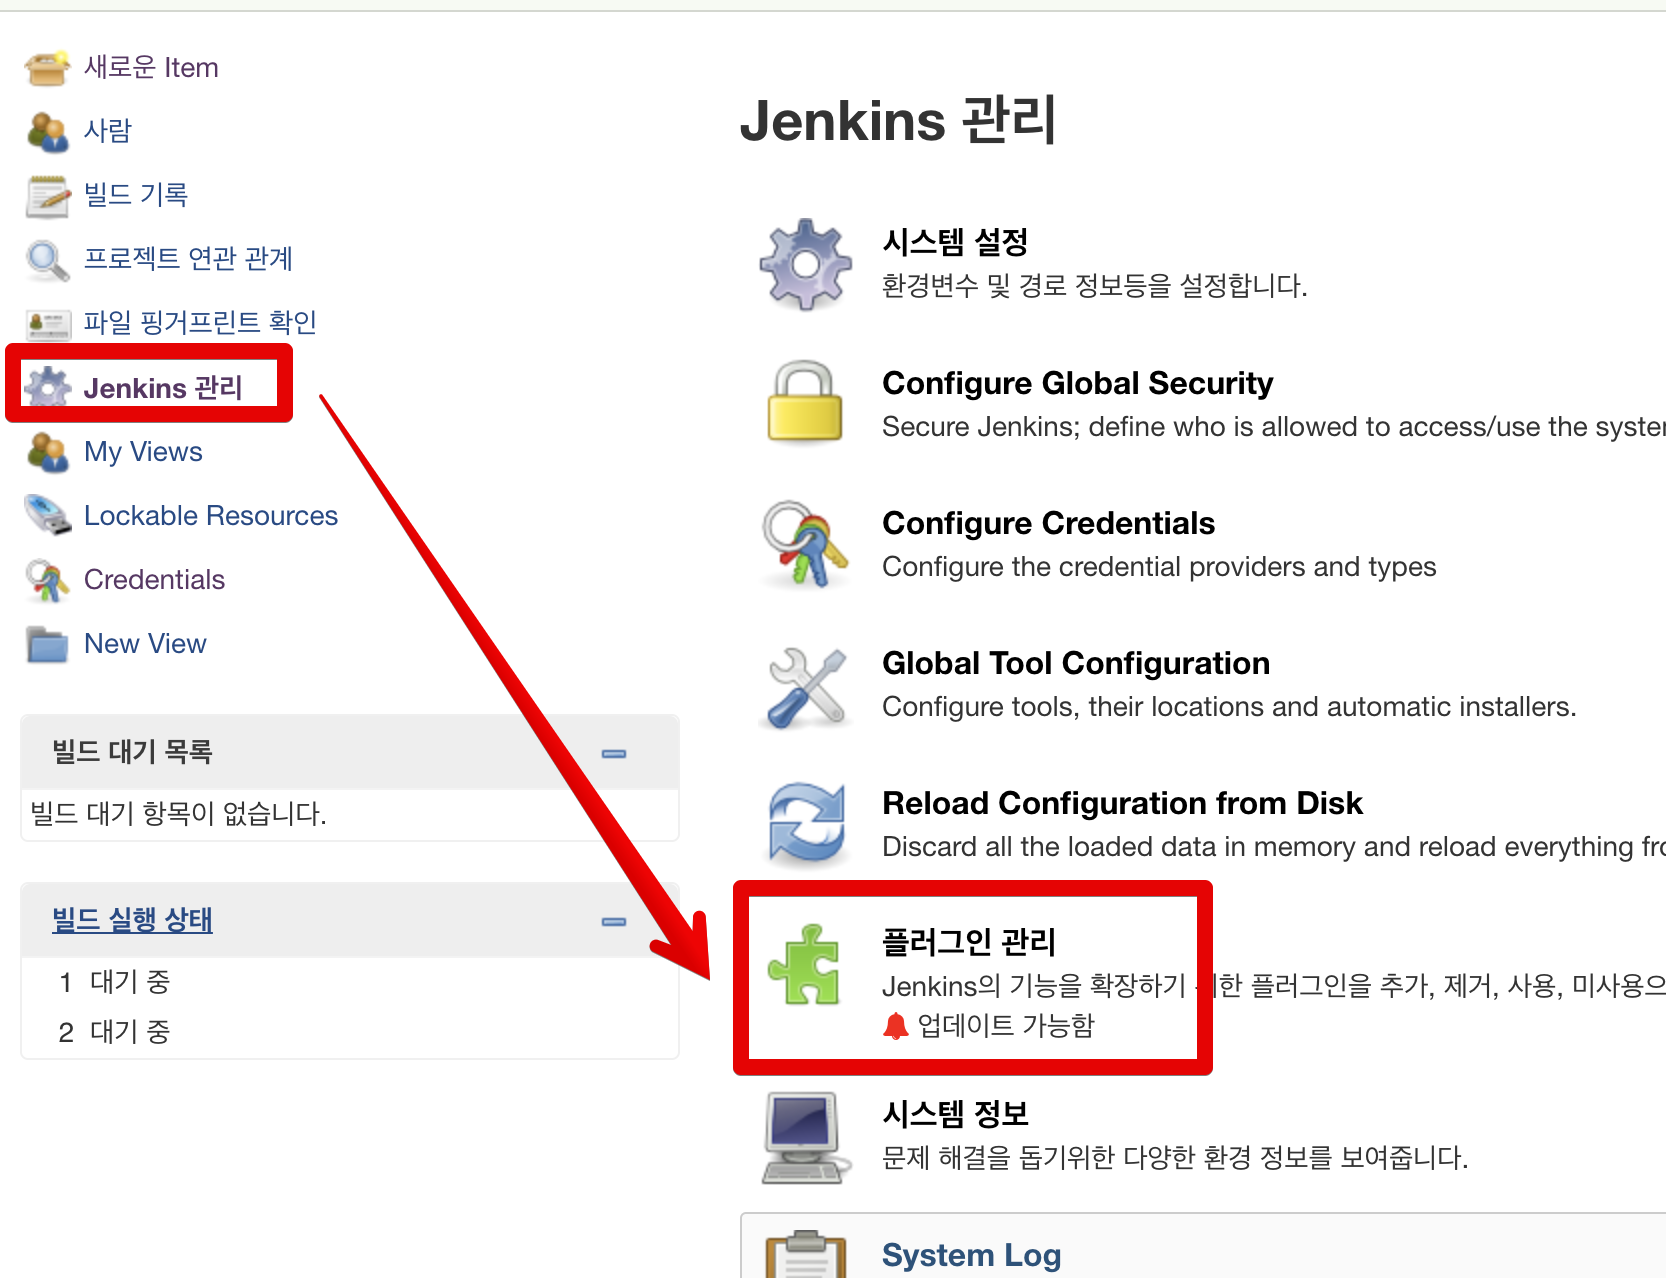 새로운 Item
사람
빌드 기록
프로젝트 연관 관계
파일 핑거프린트 확인
Jenkins 관리
My Views
Lockable Resources
Credentials
New View
빌드 대기 목록
빌드 대기 항목이 없습니다.
빌드 실행 상태
1 대기 중
2 대기 중
Jenkins 관리
시스템 설정
환경변수 및 경로 정보등을 설정합니다.
Configure Global Security
Secure Jenkins; define who is allowed to access/use the
Configure Credentials
Configure the credential providers and types
Global Tool Configuration
Configure tools, their locations and automatic installers.
Reload Configuration from Disk
Discard all the loaded data in memory and reload everything
플러그인 관리
Jenkins의 기능을 확장하기 위한 플러그인을 추가, 제거, 사용,
업데이트 가능함
시스템 정보
문제 해결을 돕기위한 다양한 환경 정보를 보여줍니다.
System Log